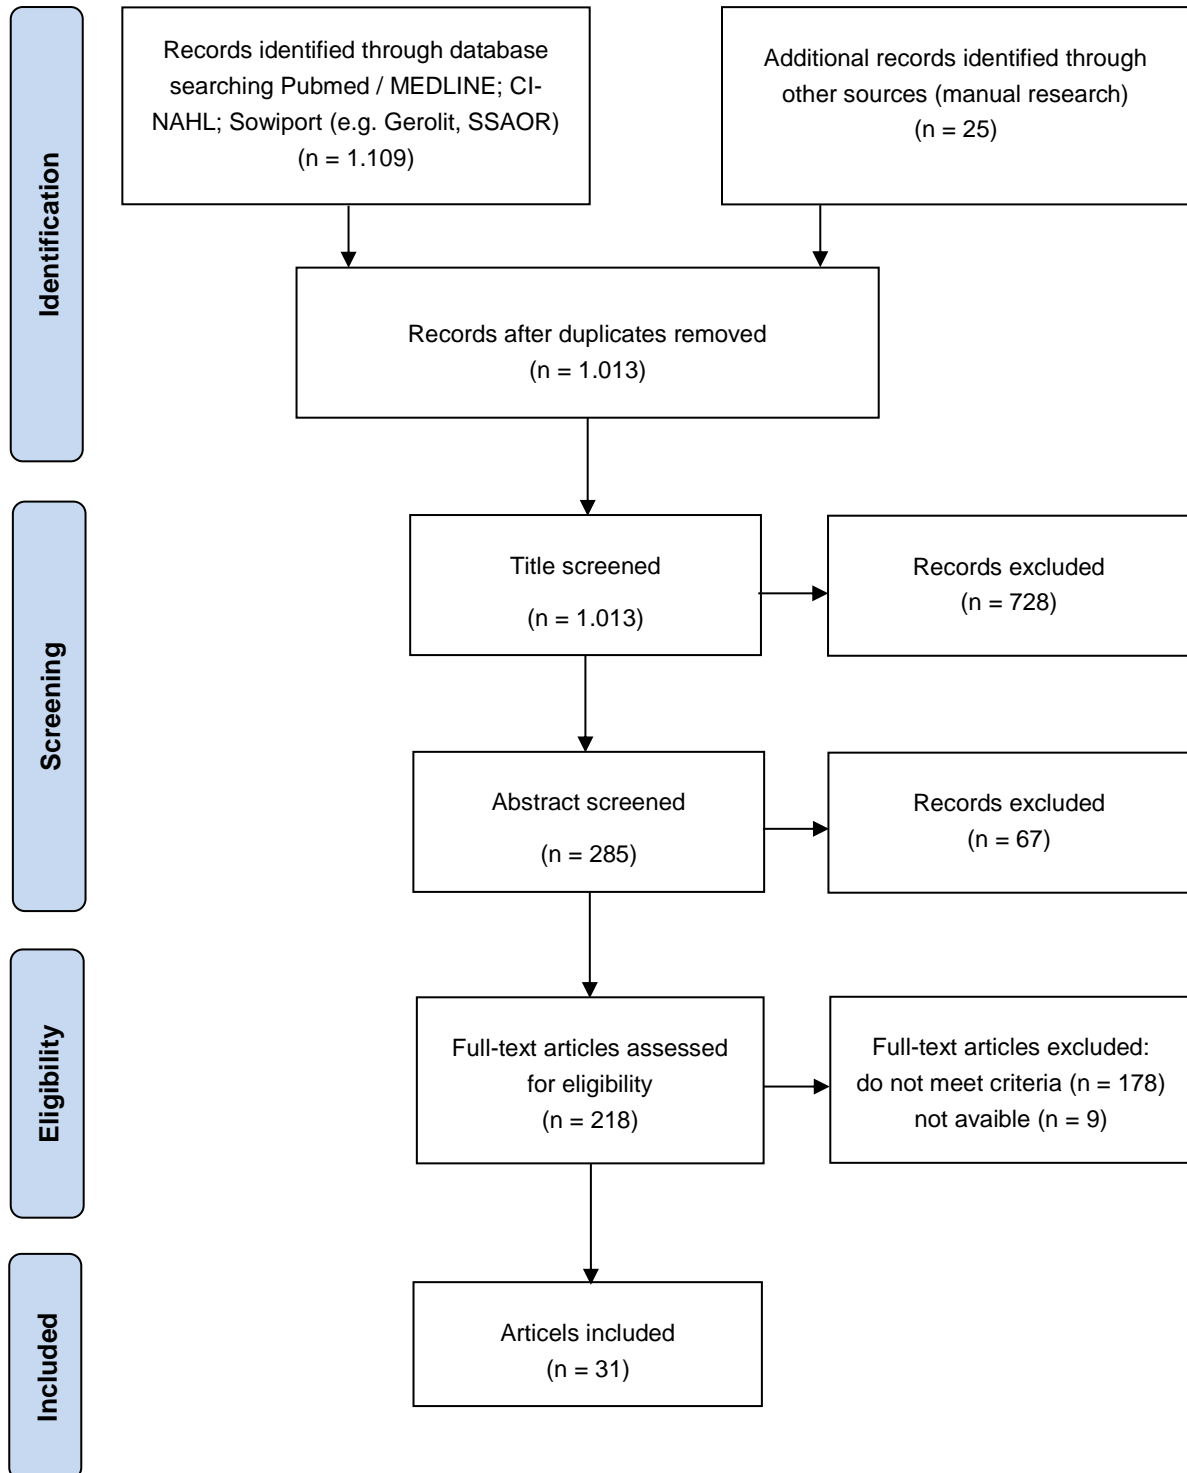 Identification
Records identified through database
searching Pubmed / MEDLINE; CI-
NAHL; Sowiport (e.g. Gerolit, SSAOR)
(n = 1.109)
Additional records identified through
other sources (manual research)
(n = 25)
Records after duplicates removed
(n = 1.013)
Screening
Title screened
(n = 1.013)
Records excluded
(n = 728)
Abstract screened
(n = 285)
Records excluded
(n = 67)
Eligibility
Full-text articles assessed
for eligibility
(n = 218)
Full-text articles excluded:
do not meet criteria (n = 178)
not avaible (n = 9)
Included
Articels included
(n = 31)